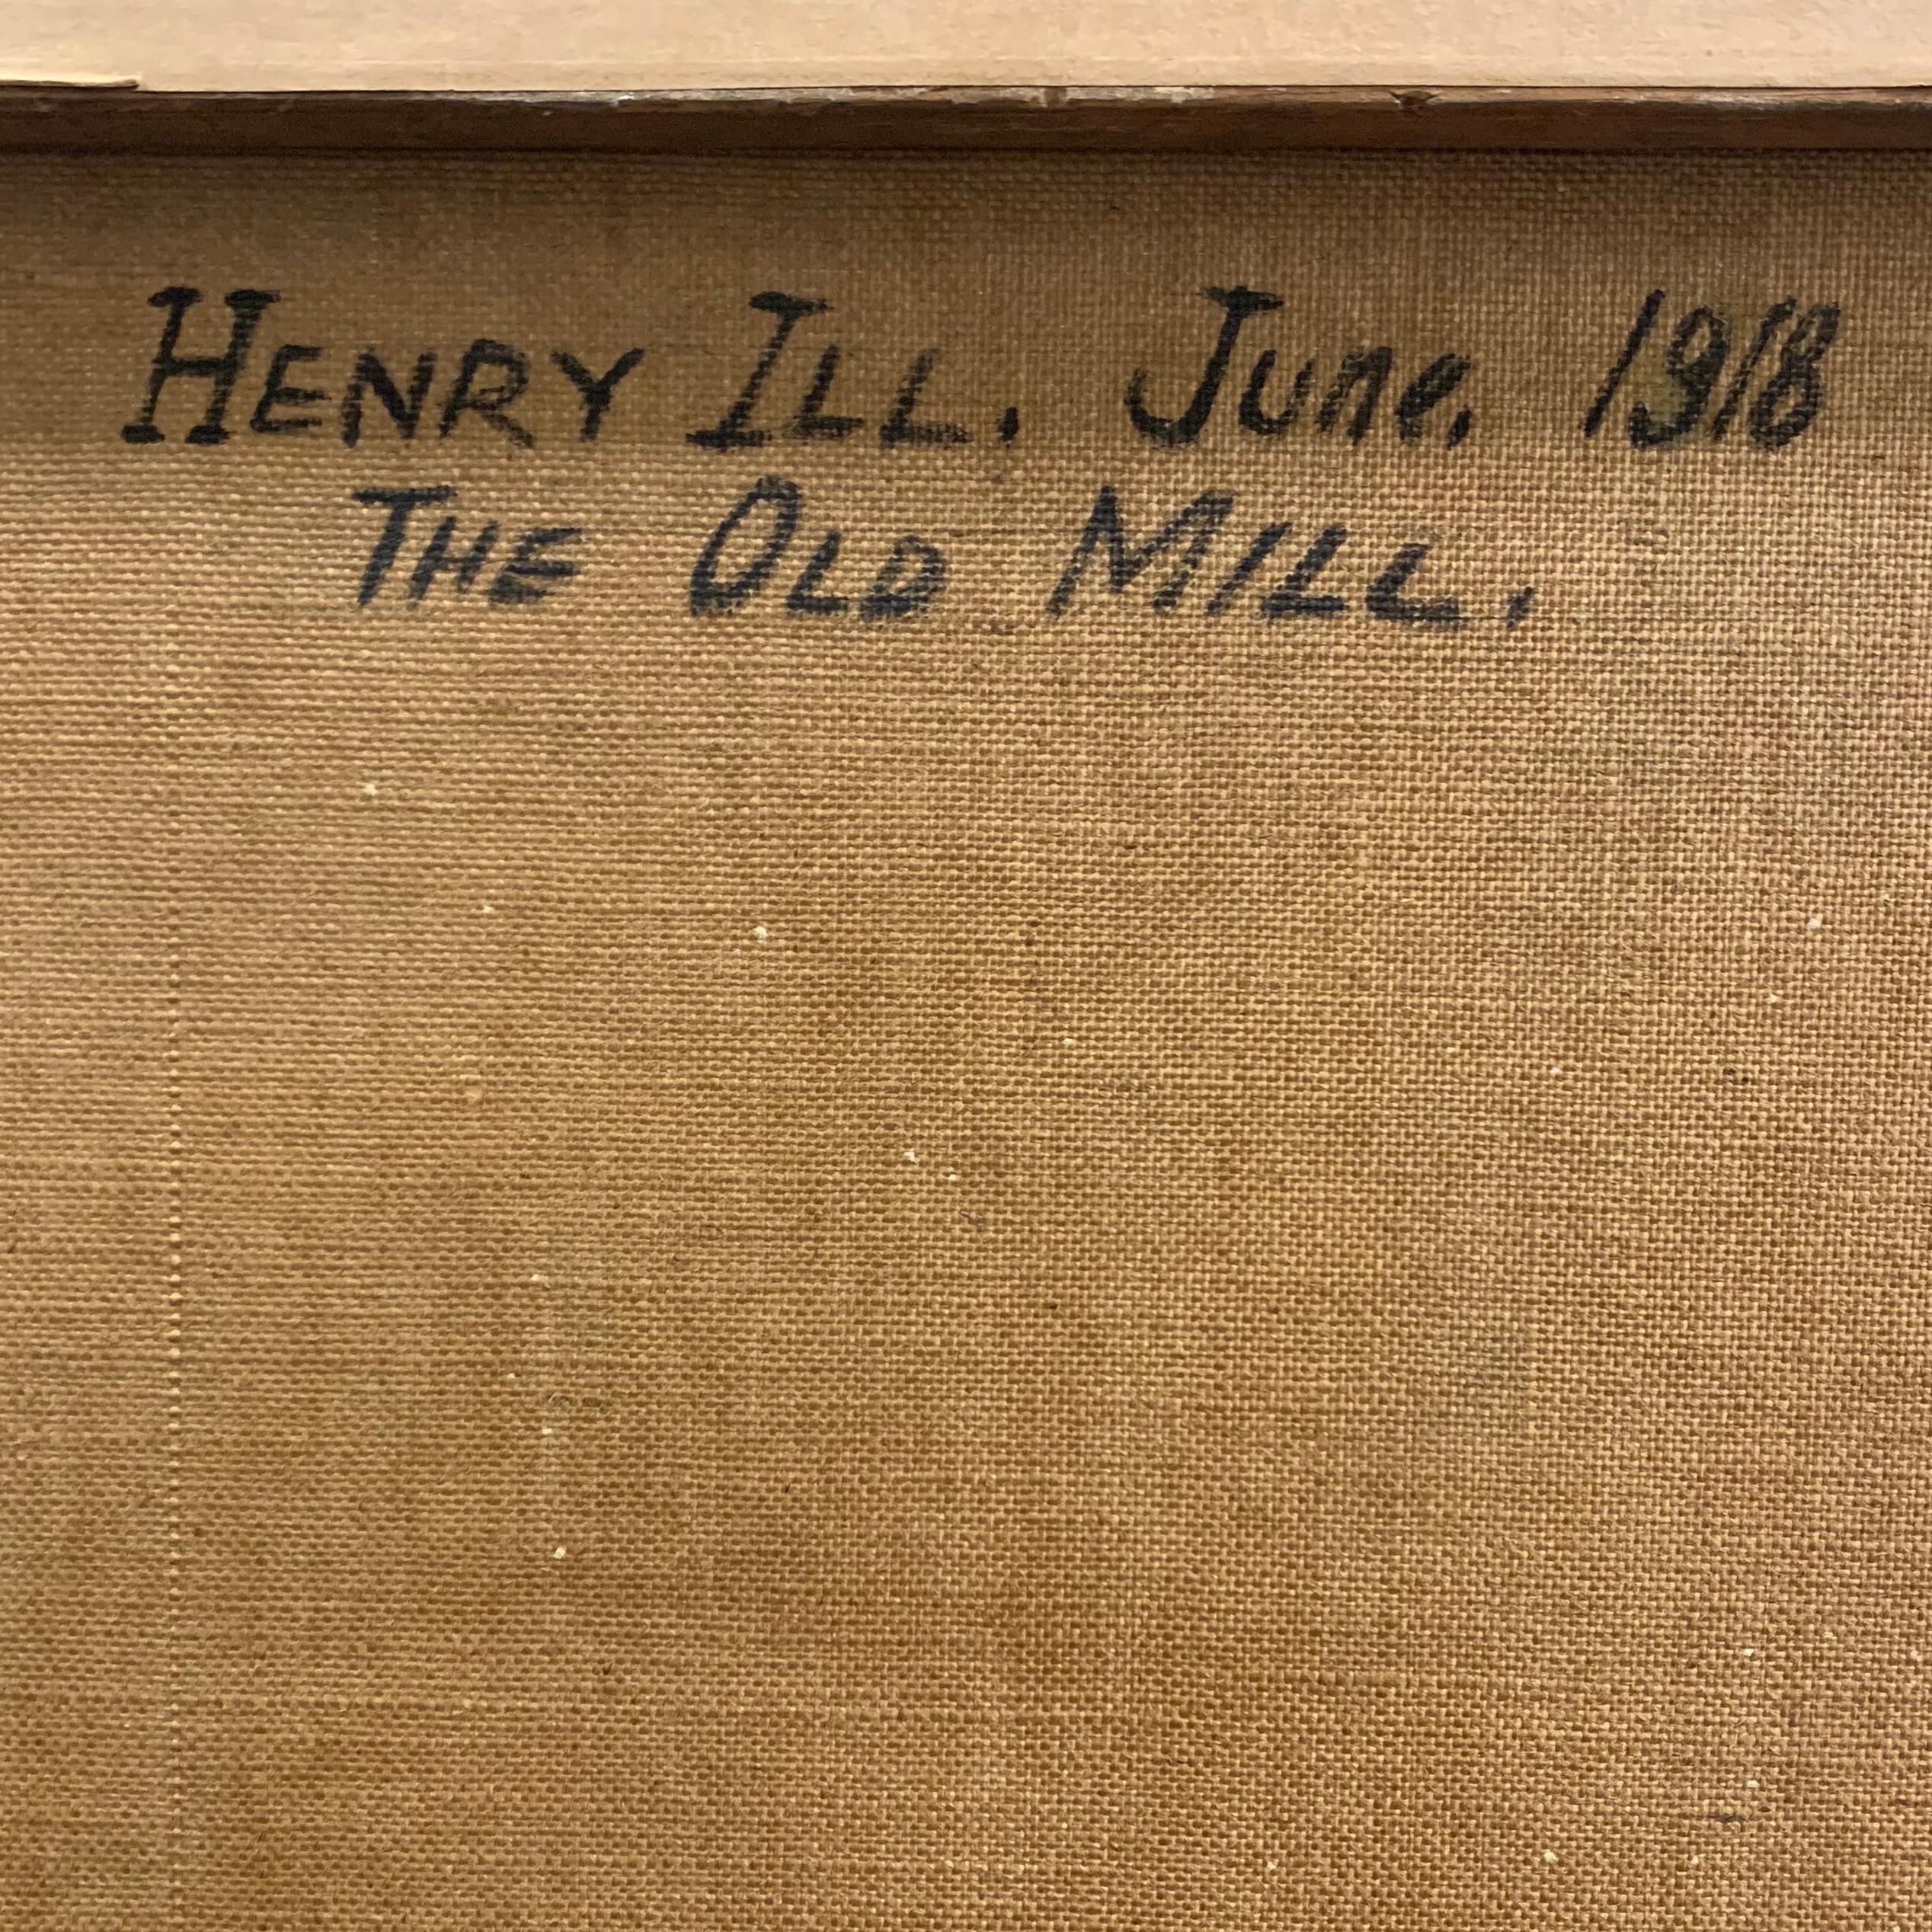 HENRY ILL. June, 1918
THE OLD MILL.